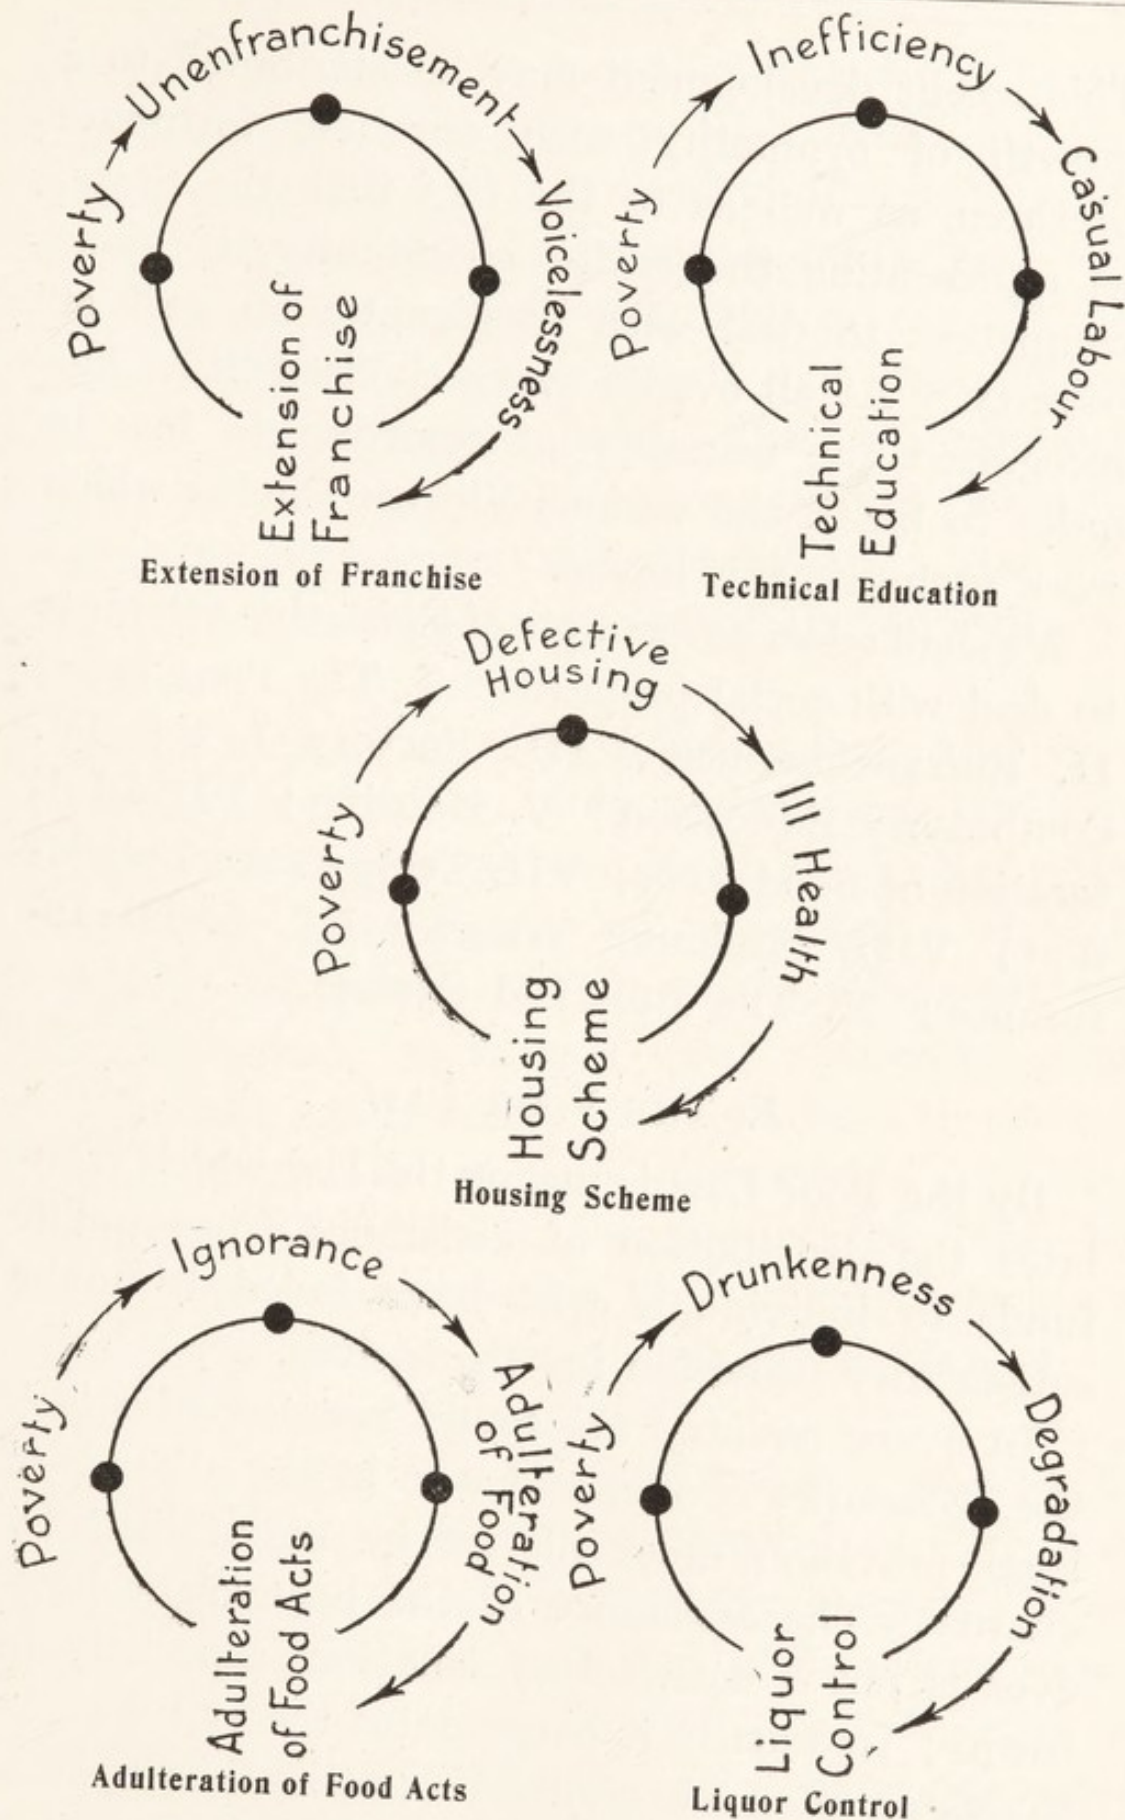 Poverty
Unenfranchisement
Voicelessness
Extension of
Franchise
Extension of Franchise
Poverty
Inefficiency
Casual Labour
Technical
Education
Technical Education
Poverty
Defective
Housing
Ill Health
Housing
Scheme
Housing Scheme
Poverty
Ignorance
Adulteration
of Food
Adulteration
of Food Acts
Adulteration of Food Acts
Poverty
Drunkenness
Degradation
Liquor
Control
Liquor Control